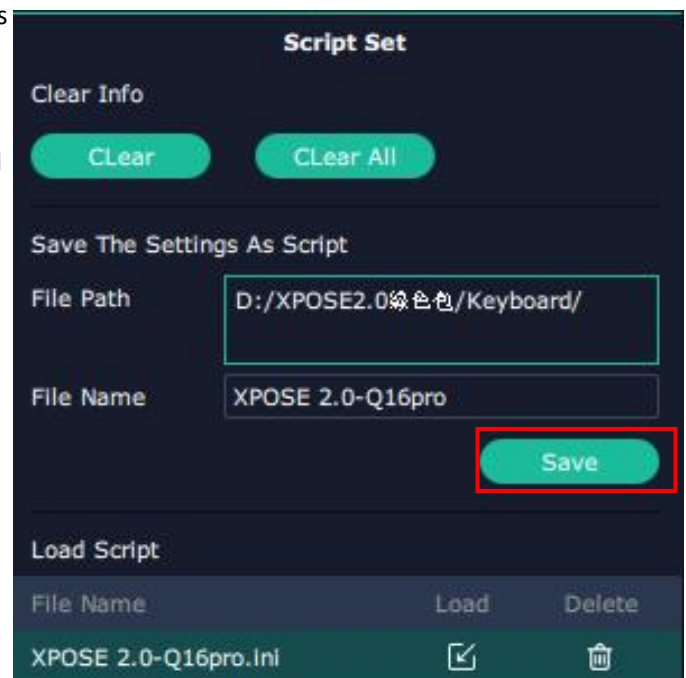 s
Script Set
Clear Info
CLear CLear All
Save The Settings As Script
File Path D:/XPOSE2.0绿色包/Keyboard/
File Name XPOSE 2.0-Q16pro
Save
Load Script
File Name Load Delete
XPOSE 2.0-Q16pro.ini